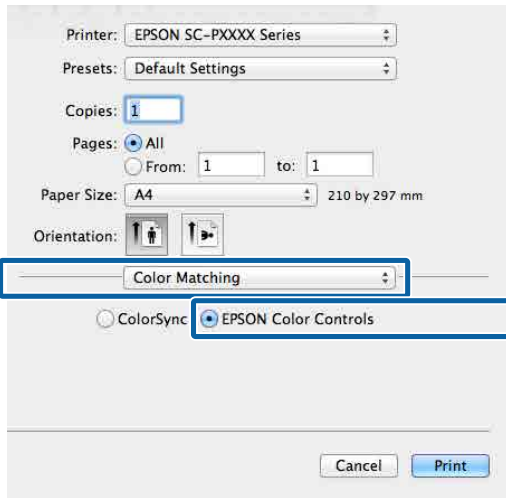 Printer: EPSON SC-PXXXX Series
Presets: Default Settings
Copies: 1
Pages: All
From: 1 to: 1
Paper Size: A4 210 by 297 mm
Orientation:
Color Matching
ColorSync EPSON Color Controls
Cancel Print